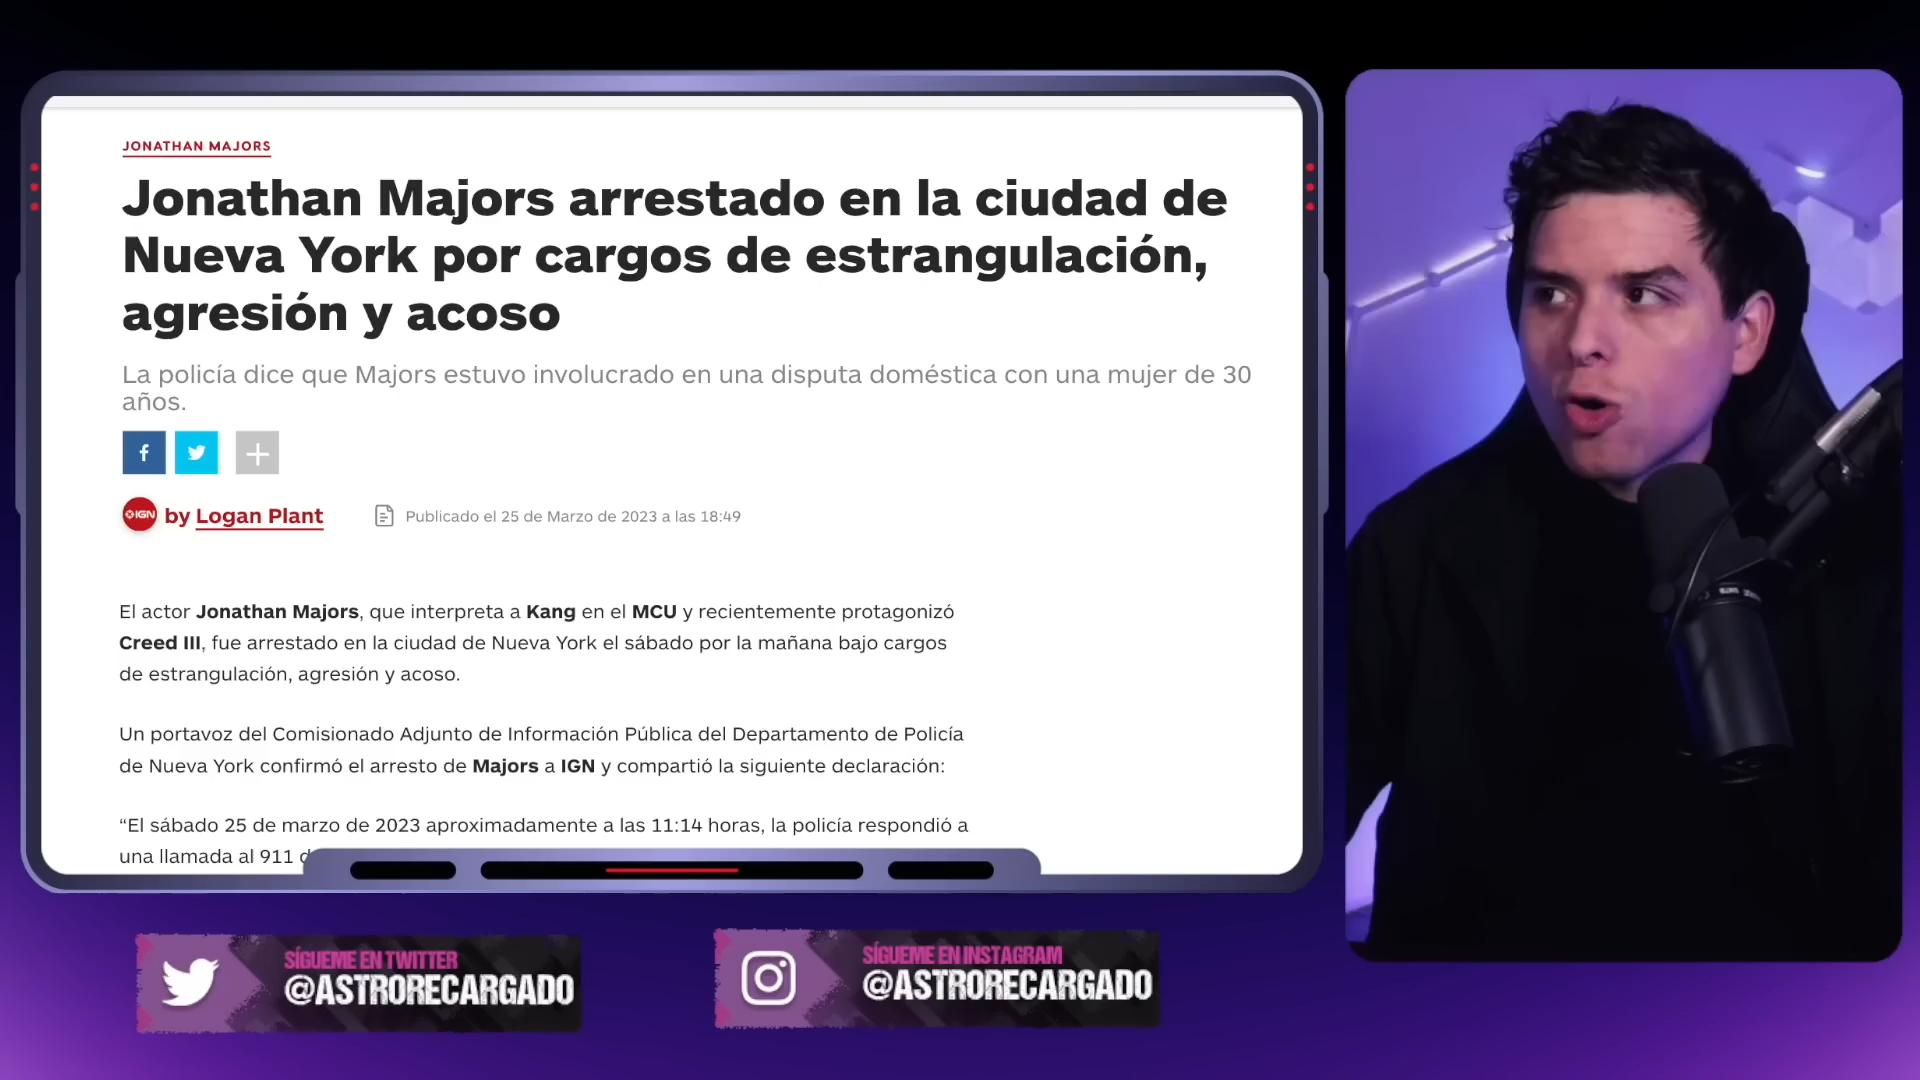 JONATHAN MAJORS
Jonathan Majors arrestado en la ciudad de
Nueva York por cargos de estrangulación,
agresión y acoso
La policía dice que Majors estuvo involucrado en una disputa doméstica con una mujer de 30
años.
IGN by Logan Plant
Publicado el 25 de Marzo de 2023 a las 18:49
El actor Jonathan Majors, que interpreta a Kang en el MCU y recientemente protagonizó
Creed III, fue arrestado en la ciudad de Nueva York el sábado por la mañana bajo cargos
de estrangulación, agresión y acoso.
Un portavoz del Comisionado Adjunto de Información Pública del Departamento de Policía
de Nueva York confirmó el arresto de Majors a IGN y compartió la siguiente declaración:
“El sábado 25 de marzo de 2023 aproximadamente a las 11:14 horas, la policía respondió a
una llamada al 911
SÍGUEME EN TWITTER
@ASTRORECARGADO
SÍGUEME EN INSTAGRAM
@ASTRORECARGADO